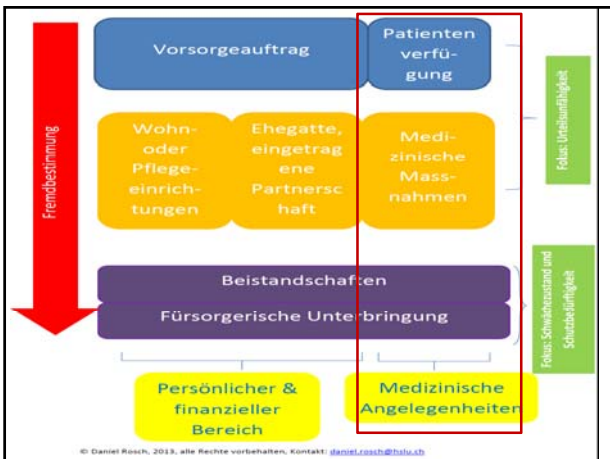 Vorsorgeauftrag
Patienten
verfü-
gung
Wohn-
oder
Pflege-
einrich-
tungen
Ehegatte,
eingetrag
ene
Partnersc
haft
Medi-
zinische
Mass-
nahmen
Beistandschaften
Fürsorgerische Unterbringung
Persönlicher &
finanzieller
Bereich
Medizinische
Angelegenheiten
Fremdbestimmung
Fokus: Urteilsunfähigkeit
Fokus: Schwächezustand und
Schutzbedürftigkeit
© Daniel Rosch, 2013, alle Rechte vorbehalten, Kontakt: daniel.rosch@hslu.ch